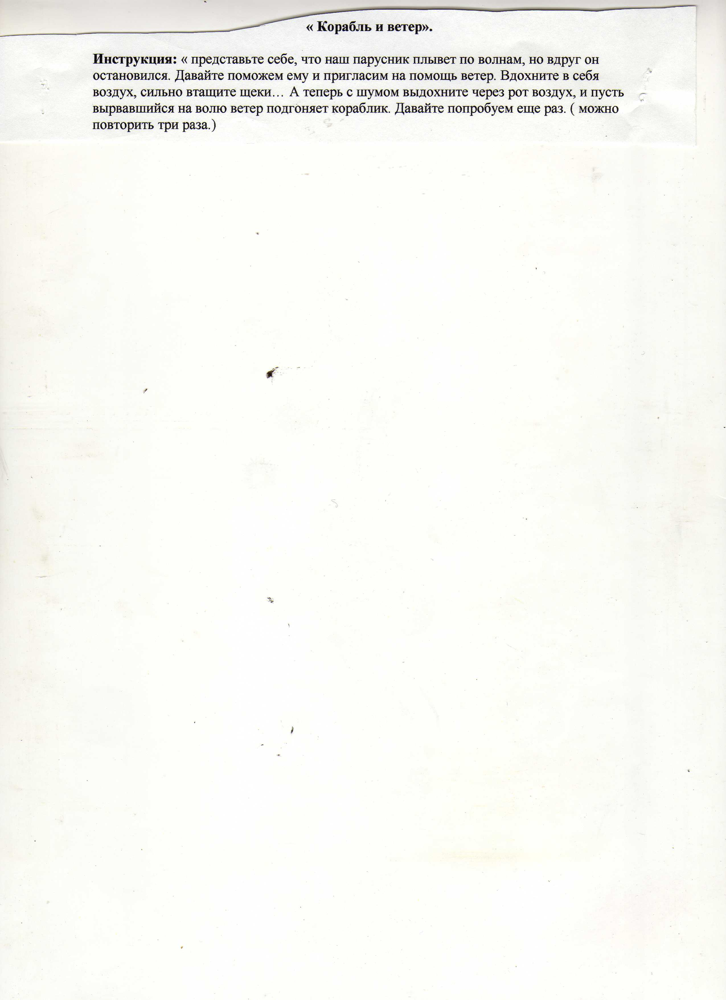 « Корабль и ветер».
Инструкция: « представьте себе, что наш парусник плывет по волнам, но вдруг он
остановился. Давайте поможем ему и пригласим на помощь ветер. Вдохните в себя
воздух, сильно втащите щеки… А теперь с шумом выдохните через рот воздух, и пусть
вырвавшийся на волю ветер подгоняет кораблик. Давайте попробуем еще раз. ( можно
повторить три раза.)